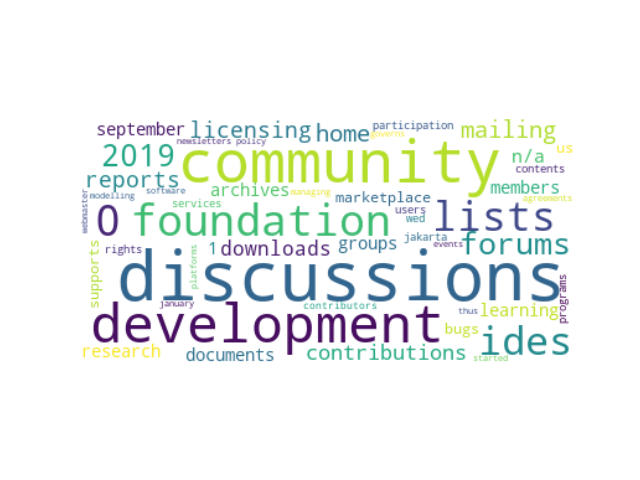 september licensing home participation mailing
newsletters policy governs
2019 community n/a us
reports archives managing marketplace members contents
modelling software agreements
webmaster 0 foundation services users wed lists
rights 1 downloads groups jakarta events forums
supports platforms discussions programs
january contributors thus learning
development bugs ides
research documents contributions started